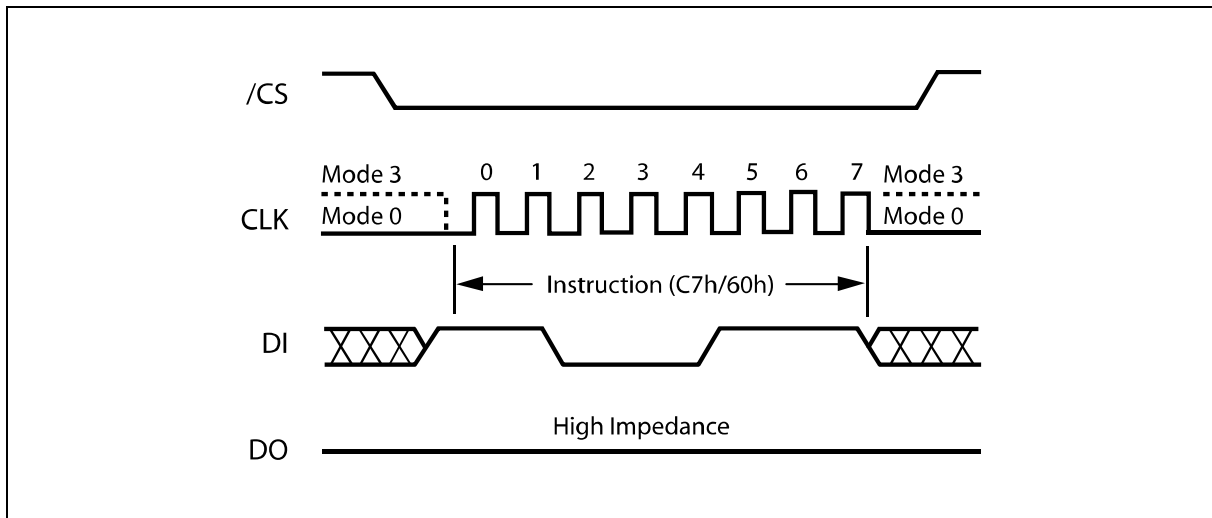 /CS
Mode 3 0 1 2 3 4 5 6 7 Mode 3
CLK Mode 0 Mode 0
Instruction (C7h/60h)
DI
High Impedance
DO